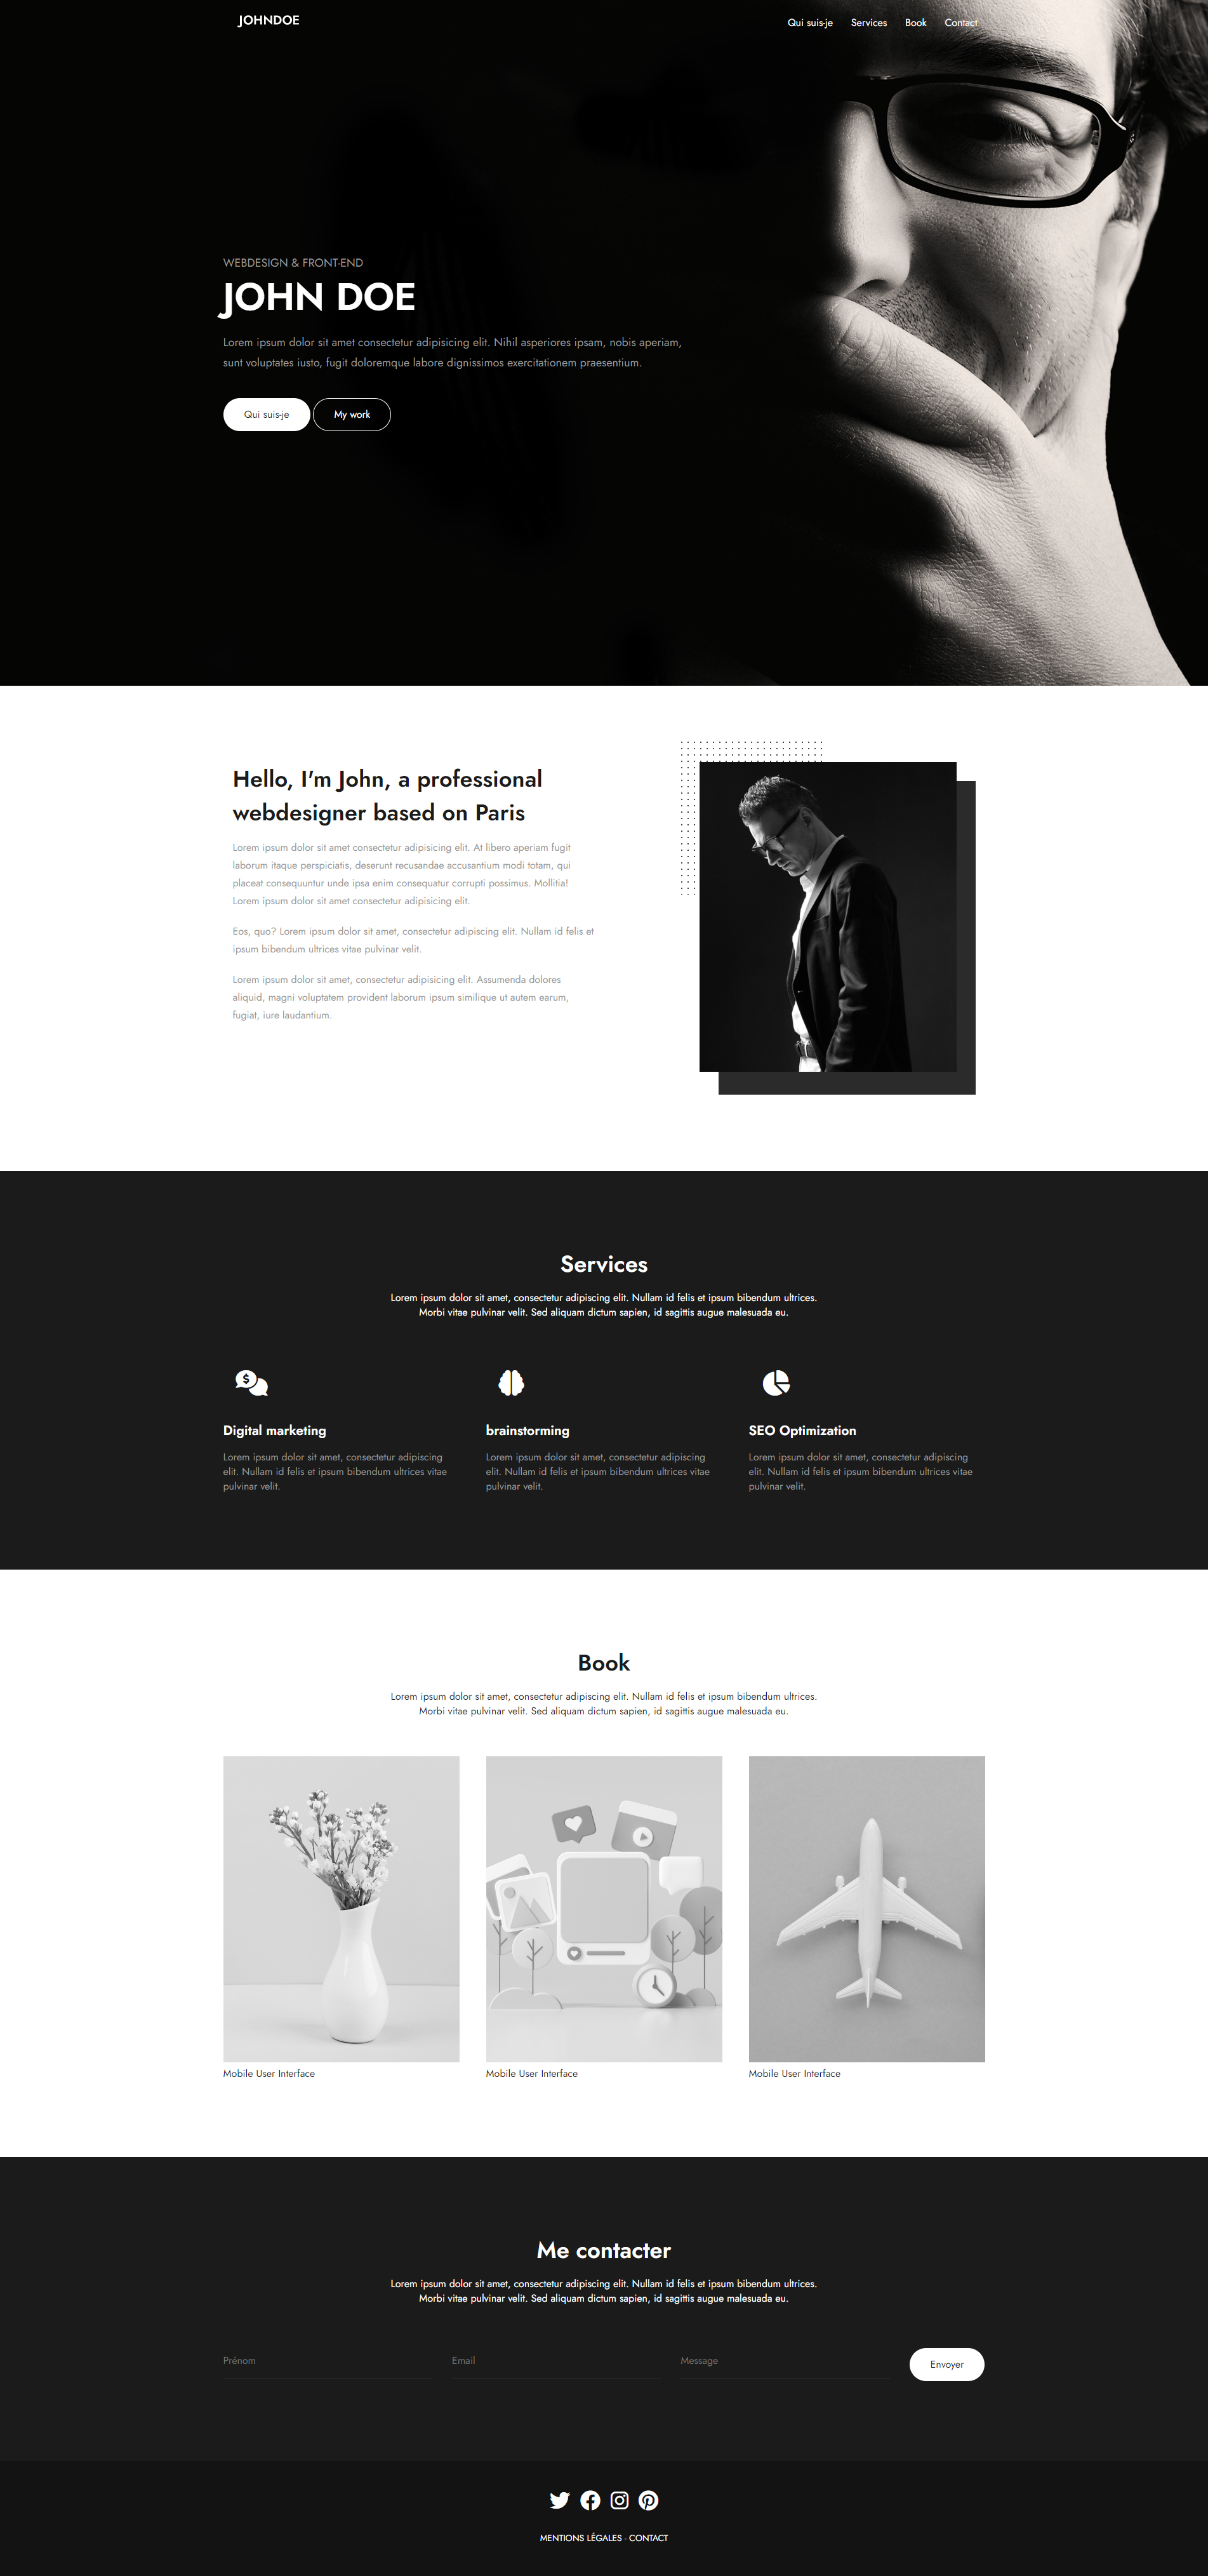 JOHNDOE
Qui suis-je Services Book Contact
WEBDESIGN & FRONT-END
JOHN DOE
Lorem ipsum dolor sit amet consectetur adipisicing elit. Nihil asperiores ipsam, nobis aperiam,
sunt voluptates iusto, fugit doloremque labore dignissimos exercitationem praesentium.
Qui suis-je My work
Hello, I'm John, a professional
webdesigner based on Paris
Lorem ipsum dolor sit amet consectetur adipisicing elit. At libero aperiam fugit
laborum itaque perspiciatis, deserunt recusandae accusantium modi totam, qui
placeat consequuntur unde ipsa enim consequatur corrupti possimus. Mollitia!
Lorem ipsum dolor sit amet consectetur adipisicing elit.
Eos, quo? Lorem ipsum dolor sit amet, consectetur adipiscing elit. Nullam id felis et
ipsum bibendum ultrices vitae pulvinar velit.
Lorem ipsum dolor sit amet, consectetur adipisicing elit. Assumenda dolores
aliquid, magni voluptatem provident laborum ipsum similique ut autem earum,
fugiat, iure laudantium.
Services
Lorem ipsum dolor sit amet, consectetur adipiscing elit. Nullam id felis et ipsum bibendum ultrices.
Morbi vitae pulvinar velit. Sed aliquam dictum sapien, id sagittis augue malesuada eu.
$
Digital marketing
Lorem ipsum dolor sit amet, consectetur adipiscing
elit. Nullam id felis et ipsum bibendum ultrices vitae
pulvinar velit.
brainstorming
Lorem ipsum dolor sit amet, consectetur adipiscing
elit. Nullam id felis et ipsum bibendum ultrices vitae
pulvinar velit.
SEO Optimization
Lorem ipsum dolor sit amet, consectetur adipiscing
elit. Nullam id felis et ipsum bibendum ultrices vitae
pulvinar velit.
Book
Lorem ipsum dolor sit amet, consectetur adipiscing elit. Nullam id felis et ipsum bibendum ultrices.
Morbi vitae pulvinar velit. Sed aliquam dictum sapien, id sagittis augue malesuada eu.
Mobile User Interface
Mobile User Interface
Mobile User Interface
Me contacter
Lorem ipsum dolor sit amet, consectetur adipiscing elit. Nullam id felis et ipsum bibendum ultrices.
Morbi vitae pulvinar velit. Sed aliquam dictum sapien, id sagittis augue malesuada eu.
Prénom Email Message Envoyer
MENTIONS LÉGALES - CONTACT